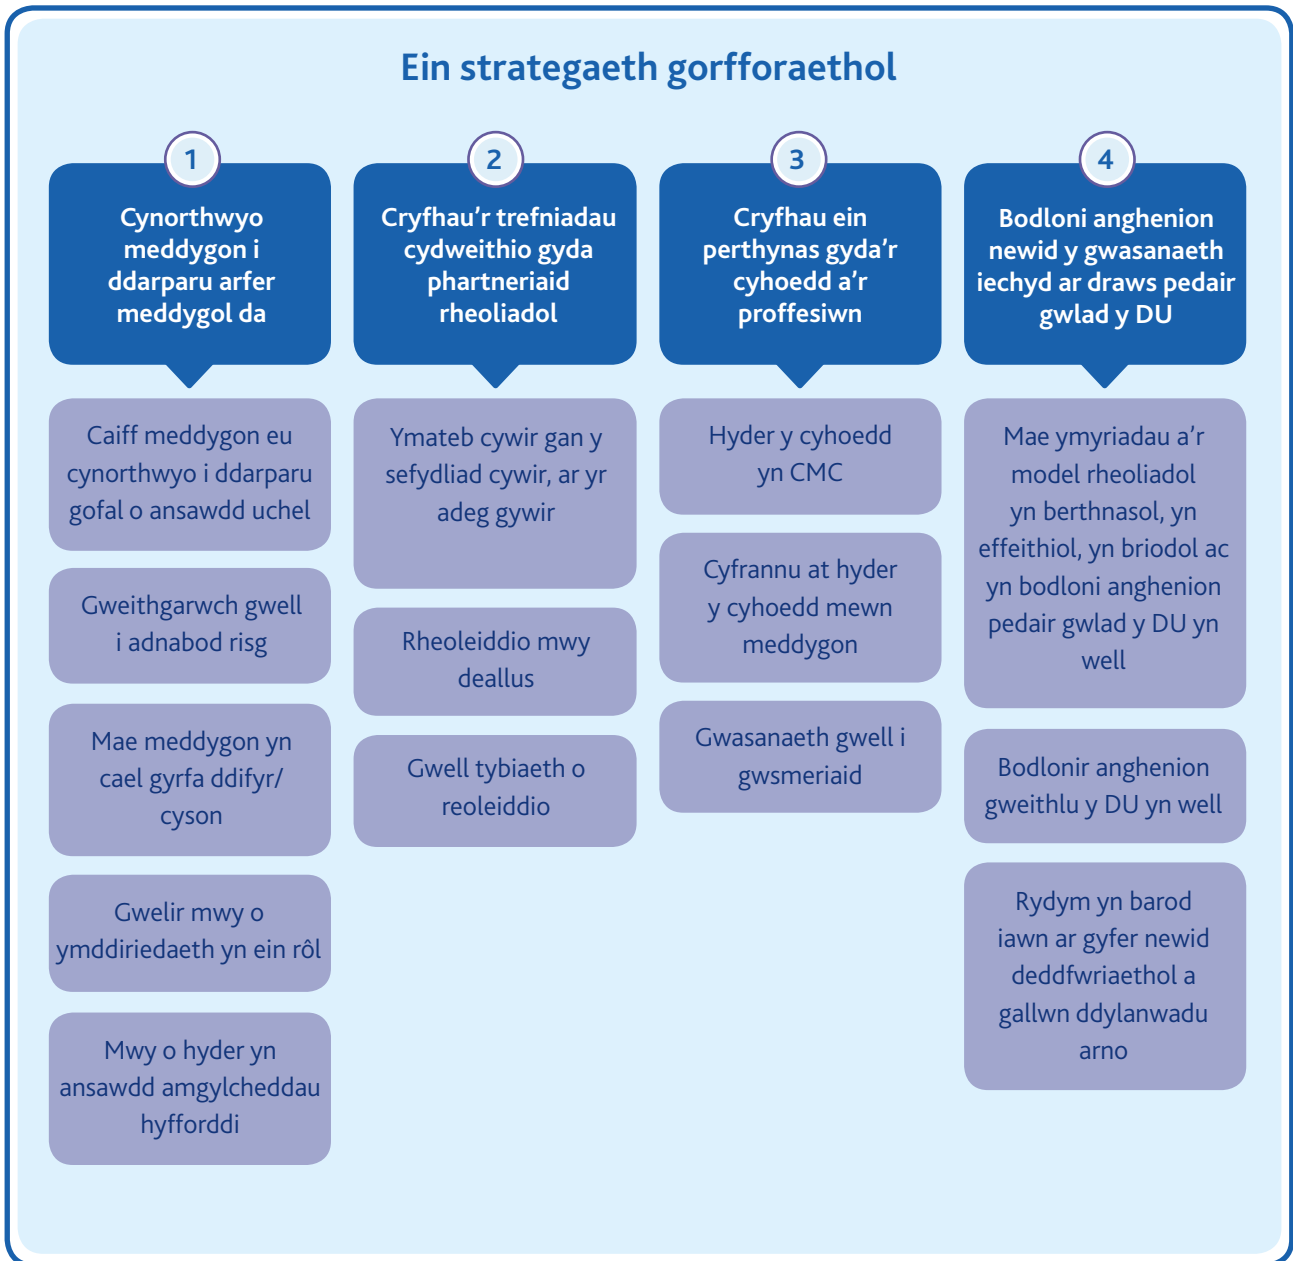 Ein strategaeth gorfforaethol
1
Cynorthwyo
meddygon i
ddarparu arfer
meddygol da
Caiff meddygon eu
cynorthwyo i ddarparu
gofal o ansawdd uchel
Gweithgarwch gwell
i adnabod risg
Mae meddygon yn
cael gyrfa ddifyr/
cyson
Gwelir mwy o
ymddiriedaeth yn ein rôl
Mwy o hyder yn
ansawdd amgylcheddau
hyfforddi
2
Cryfhau’r trefniadau
cydweithio gyda
phartneriaid
rheoliadol
Ymateb cywir gan y
sefydliad cywir, ar yr
adeg gywir
Rheoleiddio mwy
deallus
Gwell tybiaeth o
reoleiddio
3
Cryfhau ein
perthynas gyda’r
cyhoedd a’r
proffesiwn
Hyder y cyhoedd
yn CMC
Cyfrannu at hyder
y cyhoedd mewn
meddygon
Gwasanaeth gwell i
gwsmeriaid
4
Bodloni anghenion
newid y gwasanaeth
iechyd ar draws pedair
gwlad y DU
Mae ymyriadau a’r
model rheoliadol
yn berthnasol, yn
effeithiol, yn briodol ac
yn bodloni anghenion
pedair gwlad y DU yn
well
Bodlonir anghenion
gweithlu y DU yn well
Rydym yn barod
iawn ar gyfer newid
deddfwriaethol a
gallwn ddylanwadu
arno